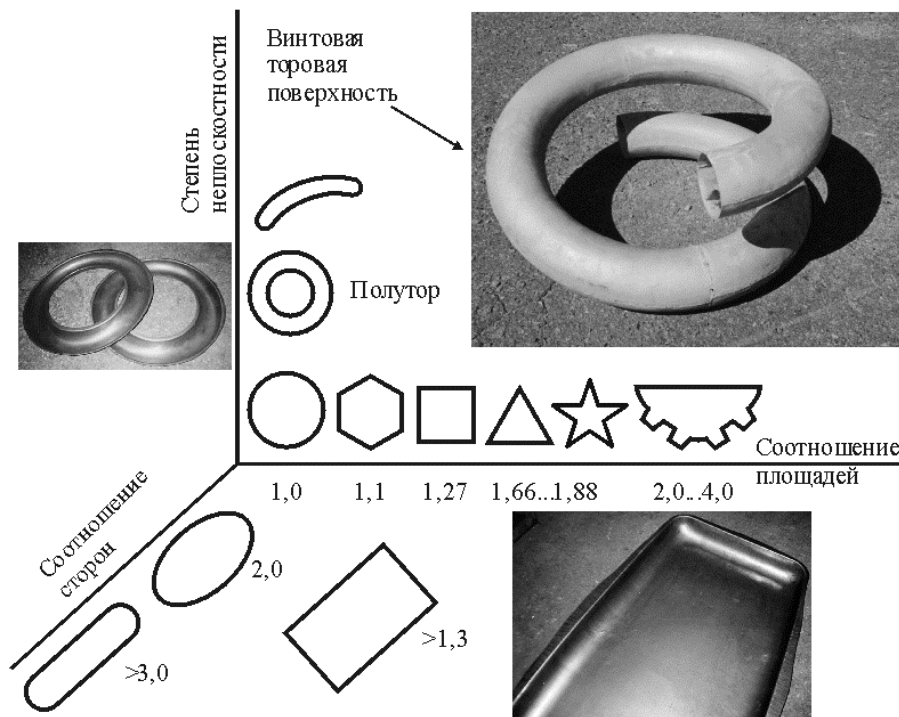 Винтовая
торовая
поверхность
Степень
неплоскостности
Полутор
Соотношение
площадей
1,0
1,1
1,27
1,66...1,88
2,0...4,0
Соотношение
сторон
2,0
>1,3
>3,0